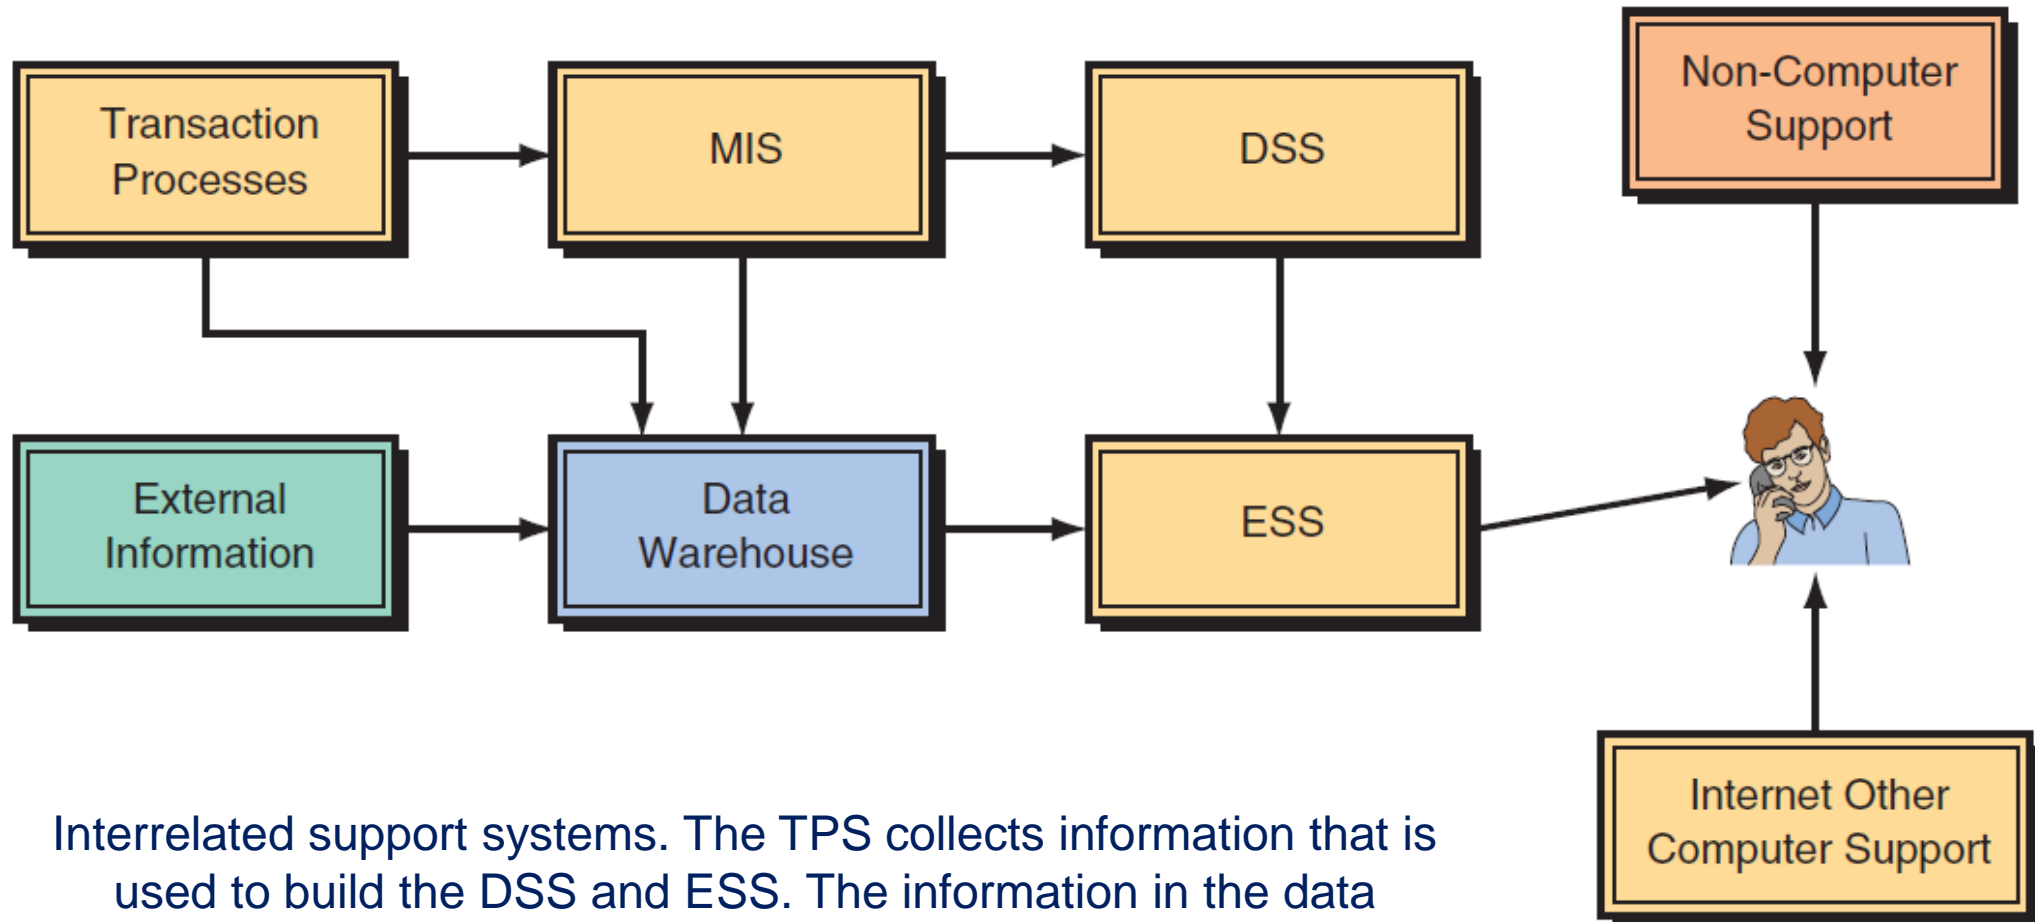 Transaction
Processes
MIS
DSS
Non-Computer
Support
External
Information
Data
Warehouse
ESS
Internet Other
Computer Support
Interrelated support systems. The TPS collects information that is
used to build the DSS and ESS. The information in the data